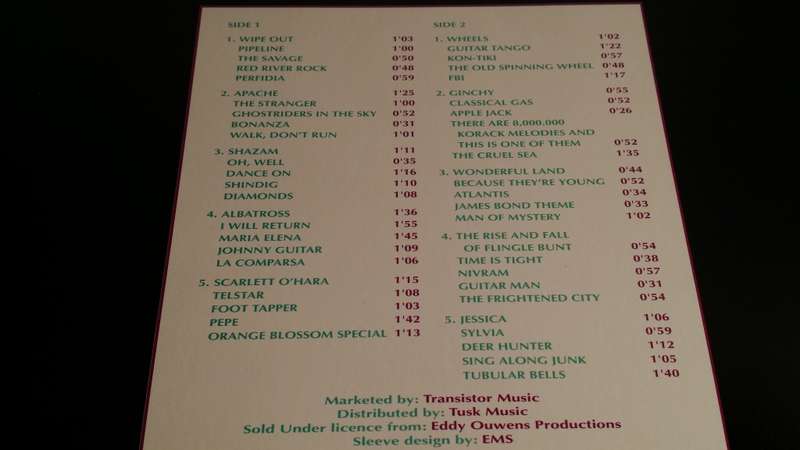 SIDE 1
1. WIPE OUT 1'03
PIPELINE 1'00
THE SAVAGE 0'50
RED RIVER ROCK 0'48
PERFIDIA 0'59
2. APACHE 1'25
THE STRANGER 1'00
GHOSTRIDERS IN THE SKY 0'52
BONANZA 0'31
WALK, DON'T RUN 1'01
3. SHAZAM 1'11
OH, WELL 0'35
DANCE ON 1'16
SHINDIG 1'10
DIAMONDS 1'08
4. ALBATROSS 1'36
I WILL RETURN 1'55
MARIA ELENA 1'45
JOHNNY GUITAR 1'09
LA COMPARSA 1'06
5. SCARLETT O'HARA 1'15
TELSTAR 1'08
FOOT TAPPER 1'03
PEPE 1'42
ORANGE BLOSSOM SPECIAL 1'13
SIDE 2
1. WHEELS 1'02
GUITAR TANGO 1'22
KON-TIKI 0'57
THE OLD SPINNING WHEEL 0'48
FBI 1'17
2. GINCHY 0'55
CLASSICAL GAS 0'52
APPLE JACK 0'26
THERE ARE 8,000.000
KORACK MELODIES AND
THIS IS ONE OF THEM 0'52
THE CRUEL SEA 1'35
3. WONDERFUL LAND 0'44
BECAUSE THEY'RE YOUNG 0'52
ATLANTIS 0'34
JAMES BOND THEME 0'33
MAN OF MYSTERY 1'02
4. THE RISE AND FALL
OF FLINGLE BUNT 0'54
TIME IS TIGHT 0'38
NIVRAM 0'57
GUITAR MAN 0'31
THE FRIGHTENED CITY 0'54
5. JESSICA 1'06
SYLVIA 0'59
DEER HUNTER 1'12
SING ALONG JUNK 1'05
TUBULAR BELLS 1'40
Marketed by: Transistor Music
Distributed by: Tusk Music
Sold Under licence from: Eddy Ouwens Productions
Sleeve design by: EMS